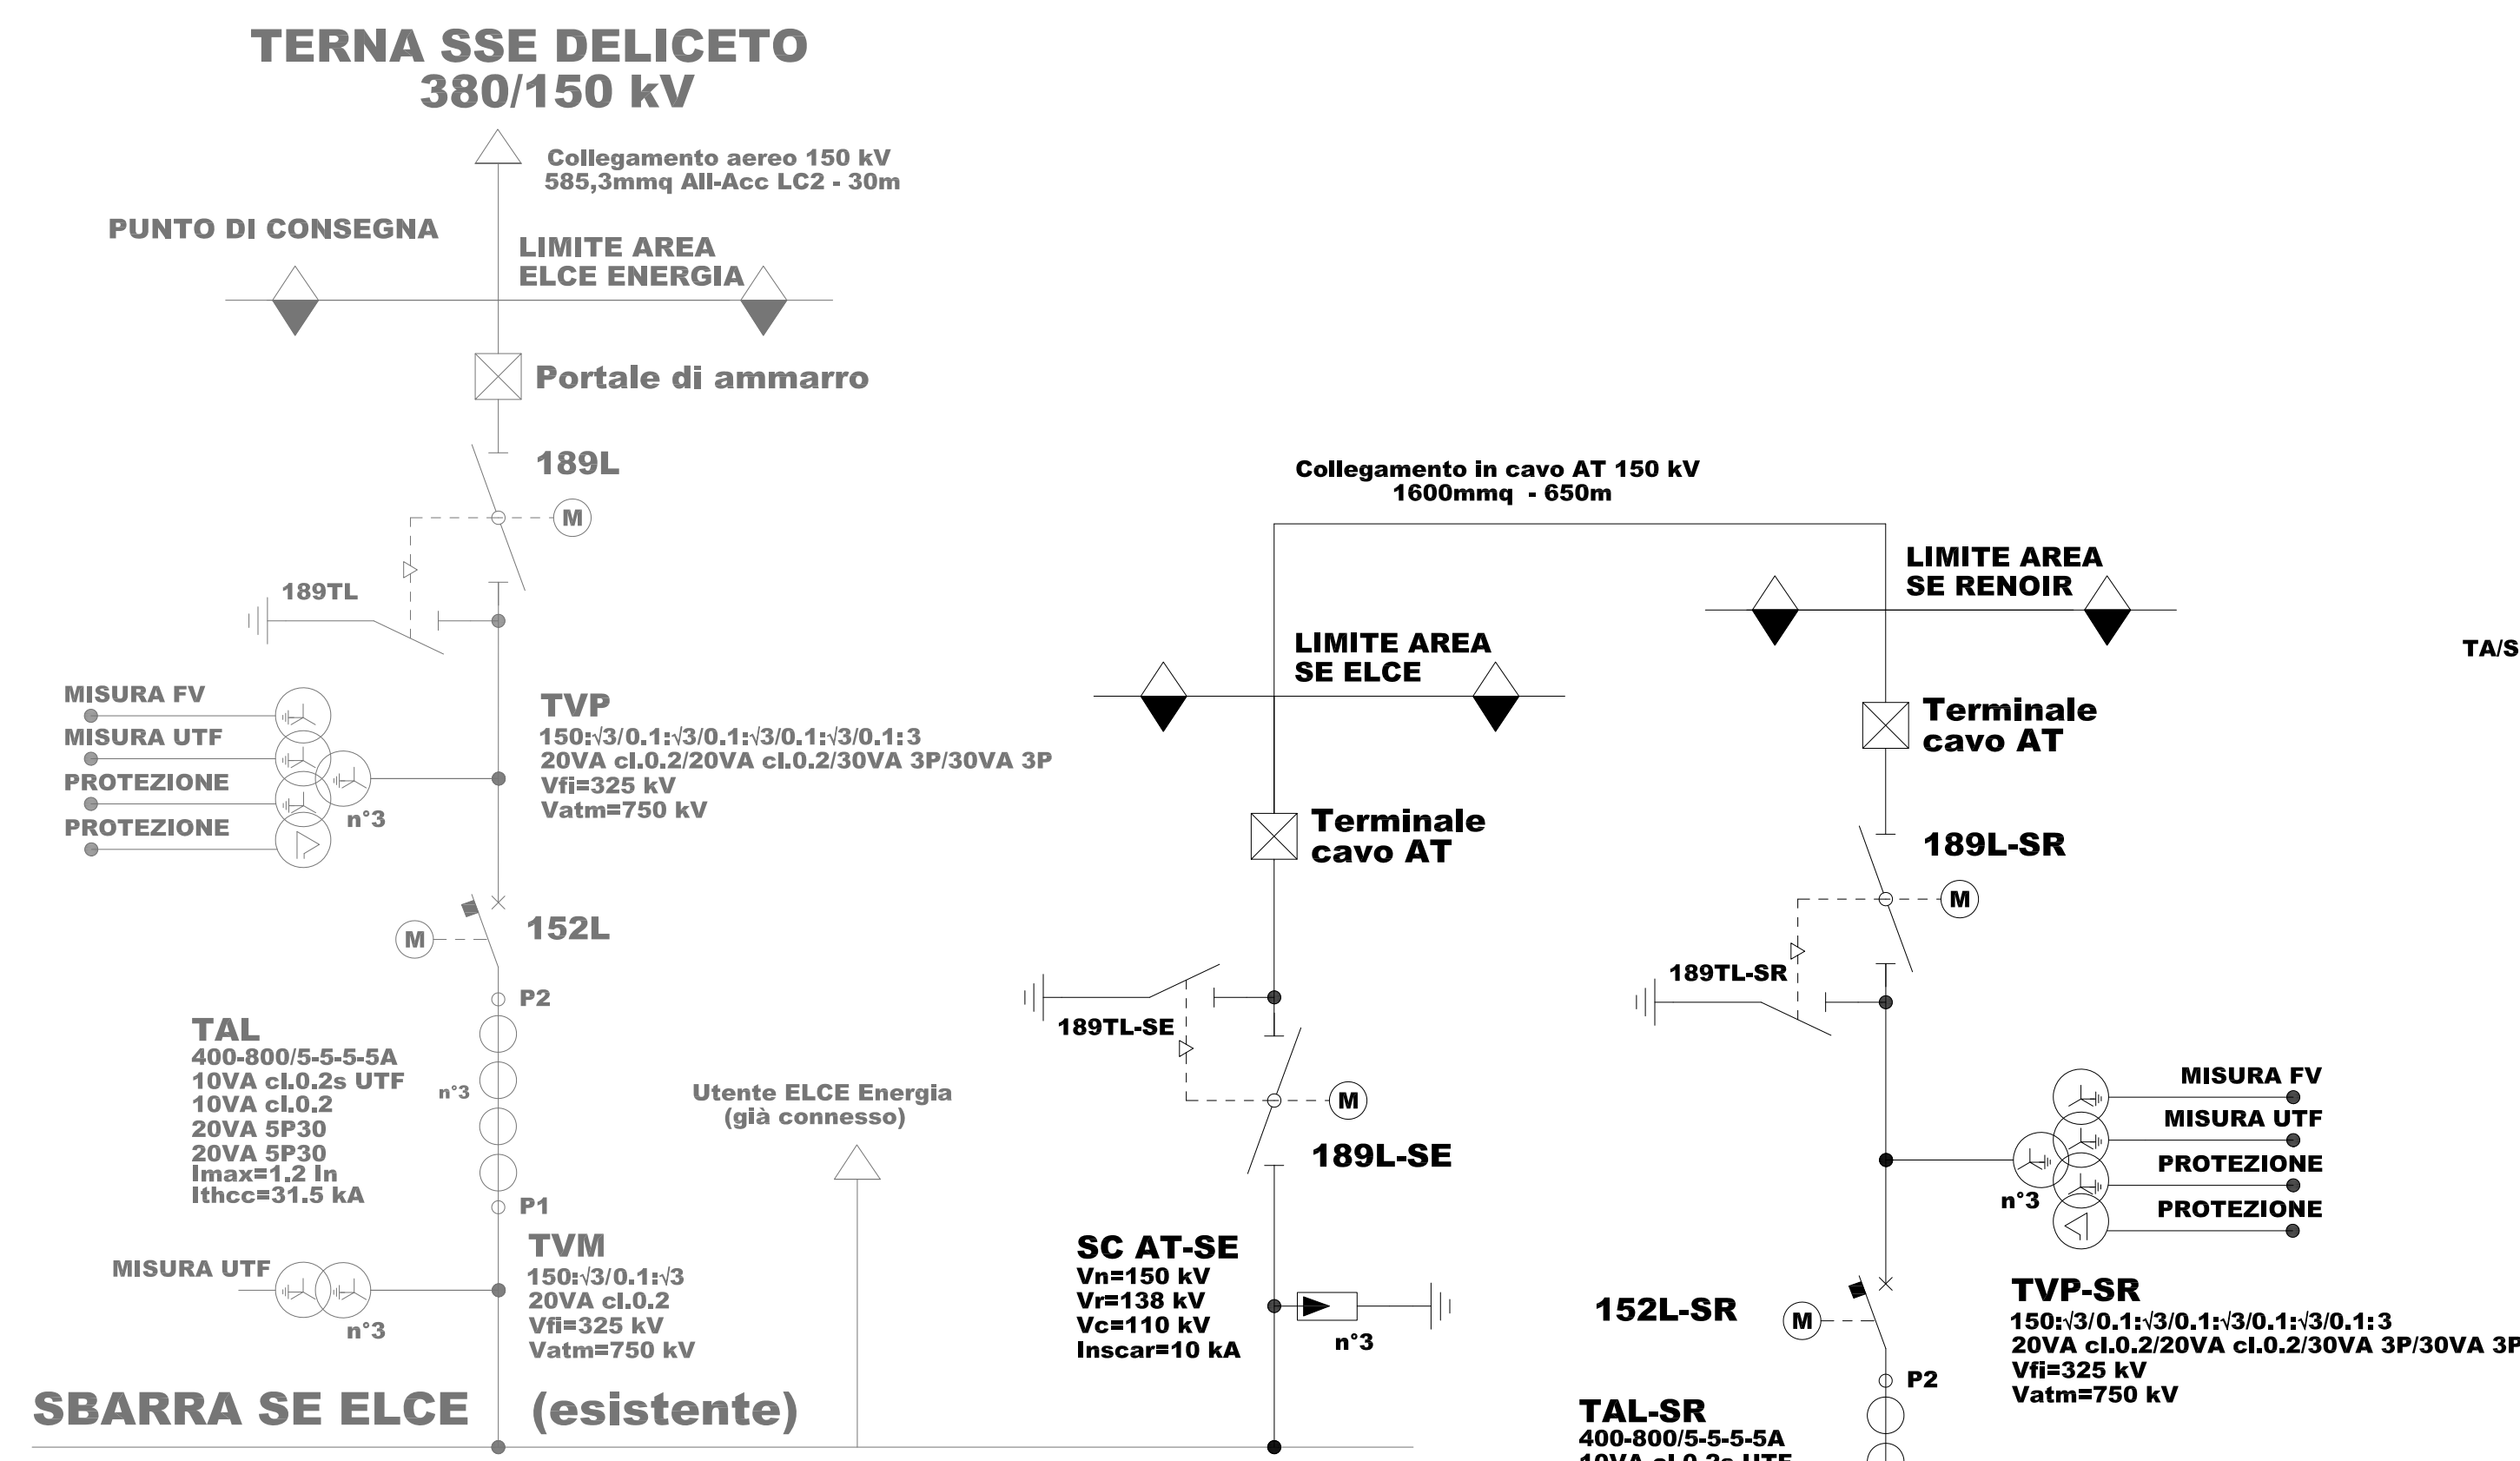 TERNA SSE DELICETO
380/150 kV
Collegamento aereo 150 kV
585,3mmq All-Acc LC2 - 30m
PUNTO DI CONSEGNA
LIMITE AREA
ELCE ENERGIA
Portale di ammarro
189L
M
189TL
MISURA FV
MISURA UTF
PROTEZIONE
PROTEZIONE
n°3
TVP
150:√3/0.1:√3/0.1:√3/0.1:√3/0.1:3
20VA cl.0.2/20VA cl.0.2/30VA 3P/30VA 3P
Vfi=325 kV
Vatm=750 kV
152L
M
P2
TAL
400-800/5-5-5-5A
10VA cl.0.2s UTF
10VA cl.0.2
20VA 5P30
20VA 5P30
Imax=1.2 In
Ithcc=31.5 kA
n°3
P1
TVM
150:√3/0.1:√3
20VA cl.0.2
Vfi=325 kV
Vatm=750 kV
MISURA UTF
n°3
Utente ELCE Energia
(già connesso)
SBARRA SE ELCE (esistente)
Collegamento in cavo AT 150 kV
1600mmq - 650m
LIMITE AREA
SE ELCE
Terminale
cavo AT
189TL-SE
M
189L-SE
SC AT-SE
Vn=150 kV
Vr=138 kV
Vc=110 kV
Inscar=10 kA
n°3
LIMITE AREA
SE RENOIR
Terminale
cavo AT
189L-SR
M
189TL-SR
MISURA FV
MISURA UTF
PROTEZIONE
PROTEZIONE
n°3
TVP-SR
150:√3/0.1:√3/0.1:√3/0.1:√3/0.1:3
20VA cl.0.2/20VA cl.0.2/30VA 3P/30VA 3P
Vfi=325 kV
Vatm=750 kV
152L-SR
M
P2
TAL-SR
400-800/5-5-5-5A
10VA cl.0.2s UTF
TA/S